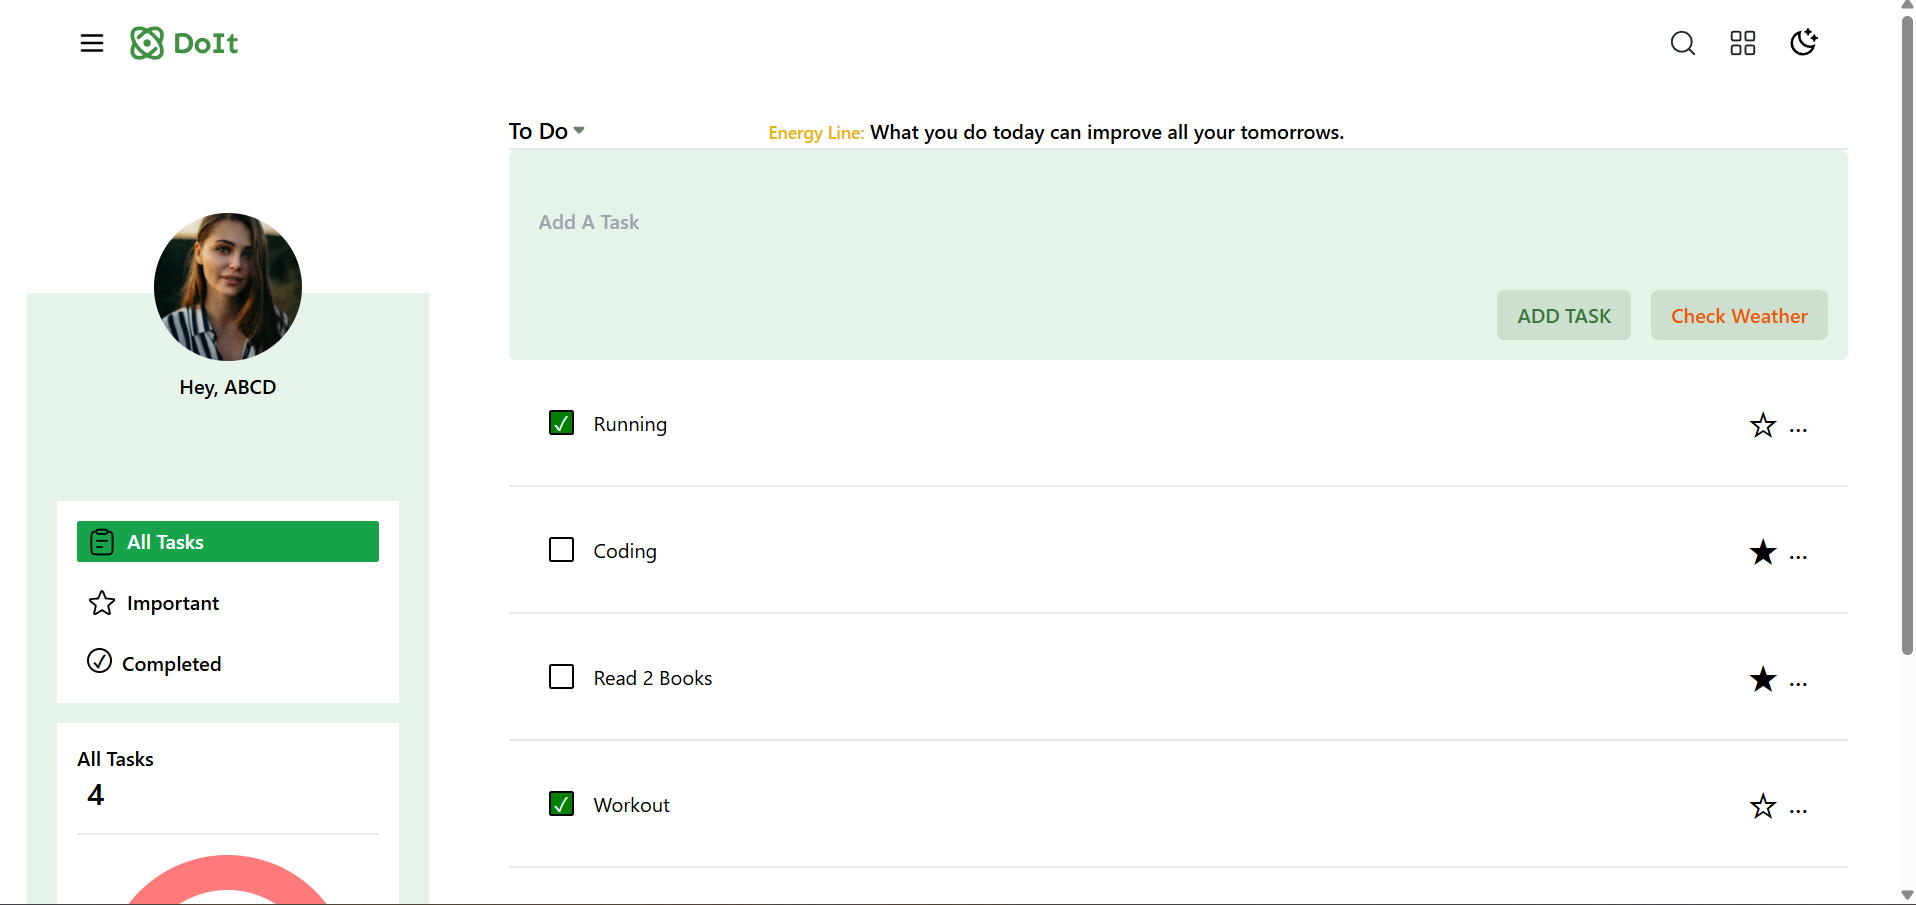 DoIt
To Do
Energy Line: What you do today can improve all your tomorrows.
Add A Task
ADD TASK
Check Weather
Hey, ABCD
All Tasks
Important
Completed
All Tasks
4
Running
...
Coding
...
Read 2 Books
...
Workout
...